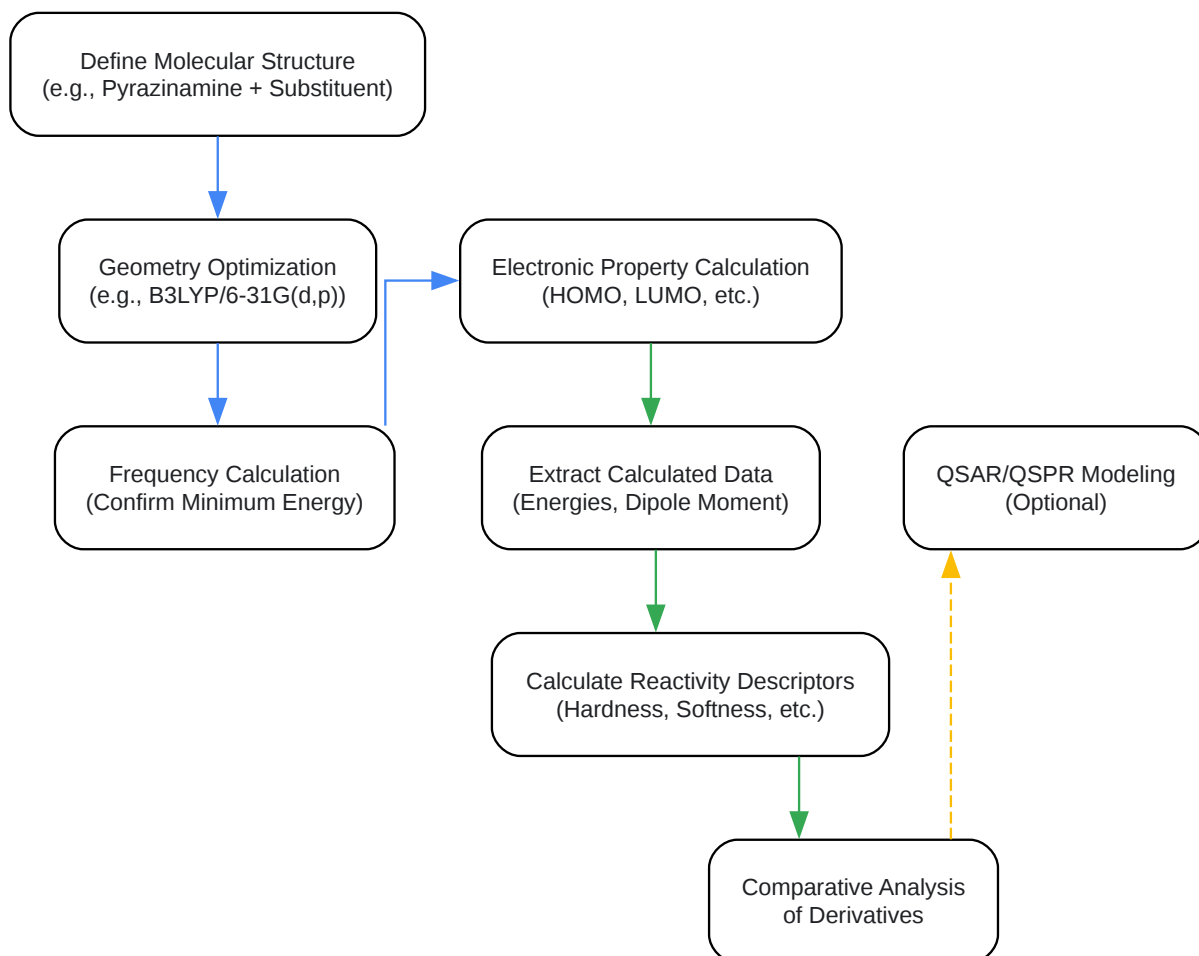 Define Molecular Structure
(e.g., Pyrazinamine + Substituent)
Geometry Optimization
(e.g., B3LYP/6-31G(d,p))
Frequency Calculation
(Confirm Minimum Energy)
Electronic Property Calculation
(HOMO, LUMO, etc.)
Extract Calculated Data
(Energies, Dipole Moment)
Calculate Reactivity Descriptors
(Hardness, Softness, etc.)
Comparative Analysis
of Derivatives
QSAR/QSPR Modeling
(Optional)